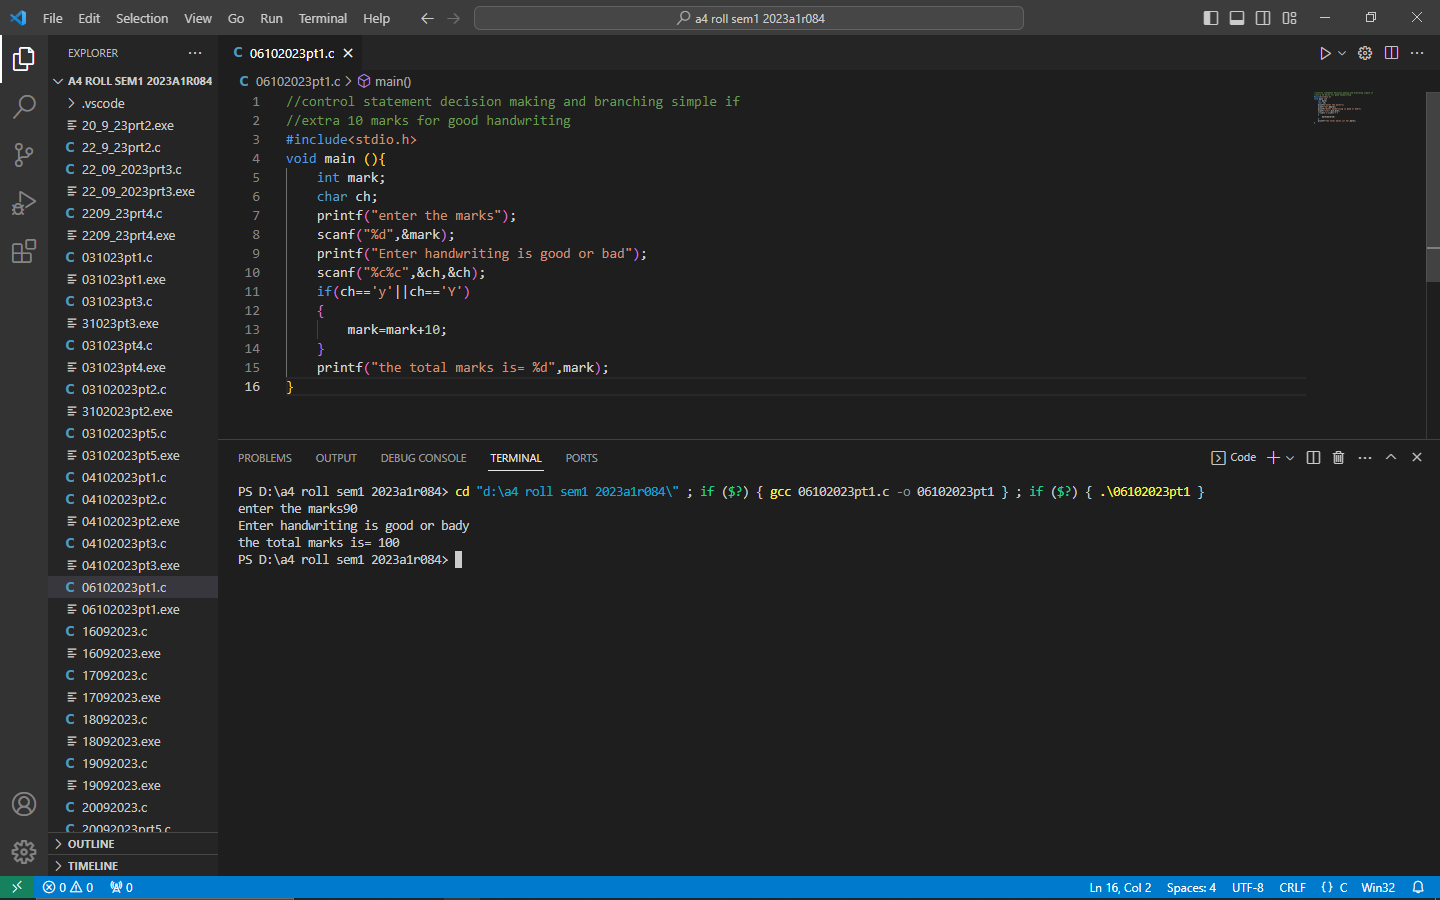 File Edit Selection View Go Run Terminal Help
a4 roll sem1 2023a1r084
EXPLORER
A4 ROLL SEM1 2023A1R084
.vscode
20_9_23prt2.exe
22_9_23prt2.c
22_09_2023prt3.c
22_09_2023prt3.exe
2209_23prt4.c
2209_23prt4.exe
031023pt1.c
031023pt1.exe
031023pt3.c
31023pt3.exe
031023pt4.c
031023pt4.exe
03102023pt2.c
3102023pt2.exe
03102023pt5.c
03102023pt5.exe
04102023pt1.c
04102023pt2.c
04102023pt2.exe
04102023pt3.c
04102023pt3.exe
06102023pt1.c
06102023pt1.exe
16092023.c
16092023.exe
17092023.c
17092023.exe
18092023.c
18092023.exe
19092023.c
19092023.exe
20092023.c
20092023prt5.c
OUTLINE
TIMELINE
C 06102023pt1.c
C 06102023pt1.c > main()
1 //control statement decision making and branching simple if
2 //extra 10 marks for good handwriting
3 #include<stdio.h>
4 void main (){
5 int mark;
6 char ch;
7 printf("enter the marks");
8 scanf("%d",&mark);
9 printf("Enter handwriting is good or bad");
10 scanf("%c%c",&ch,&ch);
11 if(ch=='y'||ch=='Y')
12 {
13 mark=mark+10;
14 }
15 printf("the total marks is= %d",mark);
16 }
PROBLEMS OUTPUT DEBUG CONSOLE TERMINAL PORTS
Code
PS D:\a4 roll sem1 2023a1r084> cd "d:\a4 roll sem1 2023a1r084\" ; if ($?) { gcc 06102023pt1.c -o 06102023pt1 } ; if ($?) { .\06102023pt1 }
enter the marks90
Enter handwriting is good or bady
the total marks is= 100
PS D:\a4 roll sem1 2023a1r084>
0 0 0
Ln 16, Col 2 Spaces: 4 UTF-8 CRLF {} C Win32